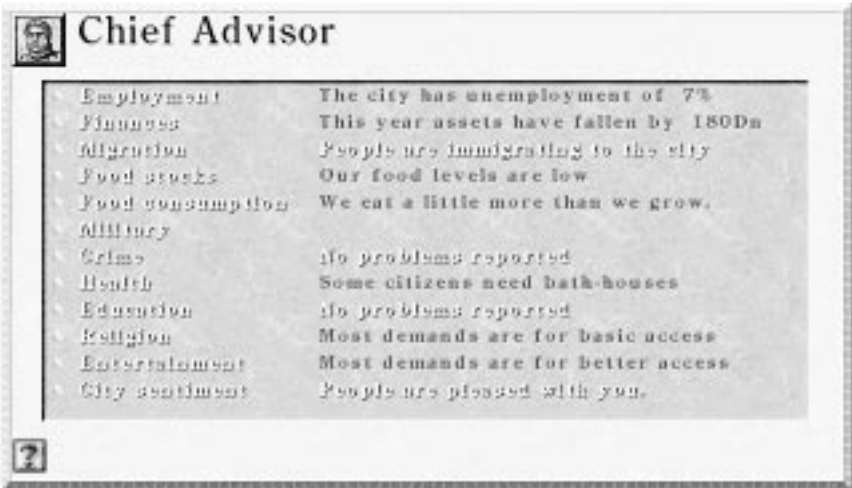 Chief Advisor
Employment The city has unemployment of 7%
Finances This year assets have fallen by 180Dn
Migration People are immigrating to the city
Food stocks Our food levels are low
Food consumption We eat a little more than we grow.
Military
Crime No problems reported
Health Some citizens need bath-houses
Education No problems reported
Religion Most demands are for basic access
Entertainment Most demands are for better access
City sentiment People are pleased with you.
?